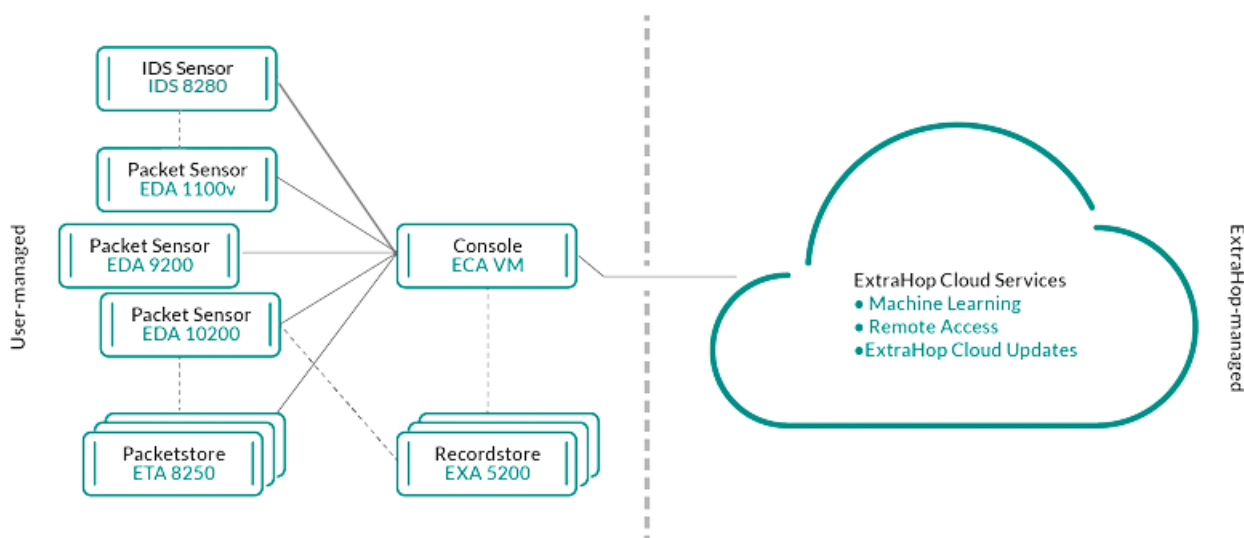 User-managed
IDS Sensor
IDS 8280
Packet Sensor
EDA 1100v
Packet Sensor
EDA 9200
Packet Sensor
EDA 10200
Packetstore
ETA 8250
Console
ECA VM
Recordstore
EXA 5200
ExtraHop Cloud Services
● Machine Learning
● Remote Access
●ExtraHop Cloud Updates
ExtraHop-managed